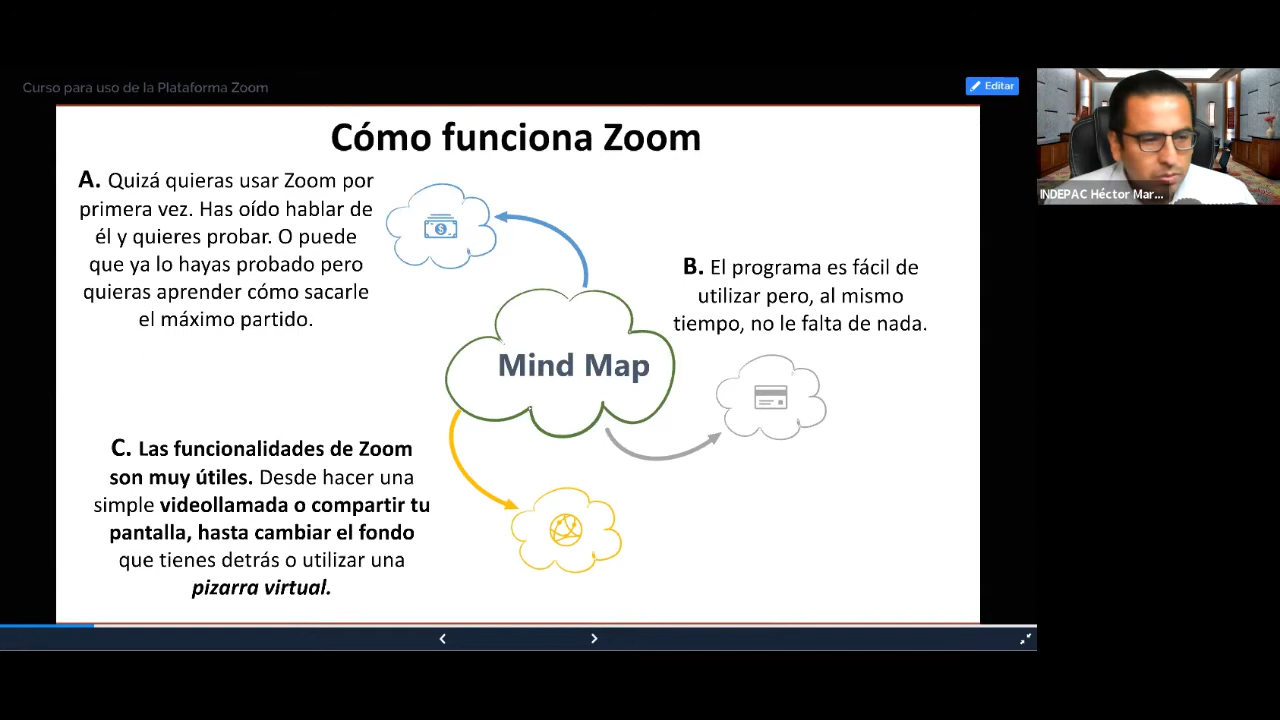 Curso para uso de la Plataforma Zoom
Editar
Cómo funciona Zoom
A. Quizá quieras usar Zoom por
primera vez. Has oído hablar de
él y quieres probar. O puede
que ya lo hayas probado pero
quieras aprender cómo sacarle
el máximo partido.
B. El programa es fácil de
utilizar pero, al mismo
tiempo, no le falta de nada.
Mind Map
C. Las funcionalidades de Zoom
son muy útiles. Desde hacer una
simple videollamada o compartir tu
pantalla, hasta cambiar el fondo
que tienes detrás o utilizar una
pizarra virtual.
INDEPAC Héctor Mar...